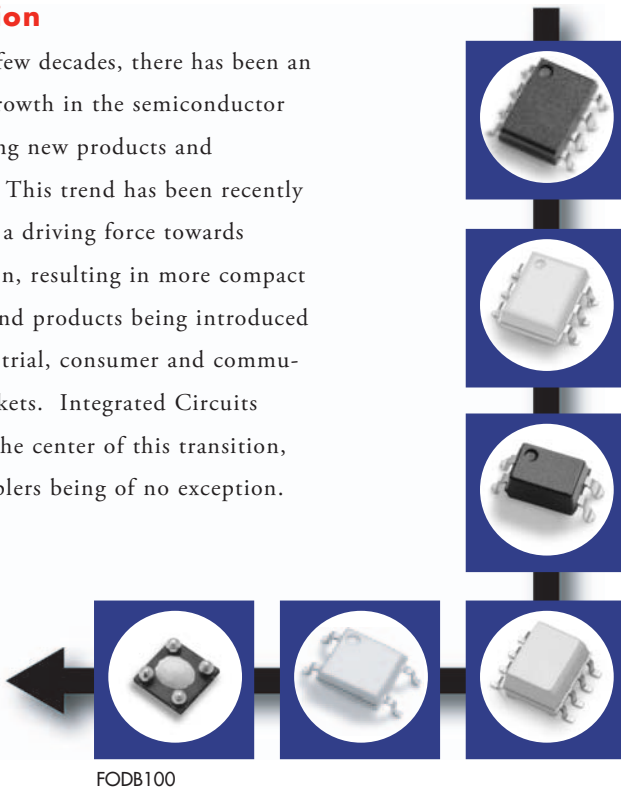 ion
few decades, there has been an
rowth in the semiconductor
ng new products and
This trend has been recently
a driving force towards
n, resulting in more compact
nd products being introduced
trial, consumer and commu-
kets. Integrated Circuits
he center of this transition,
plers being of no exception.
FODB100